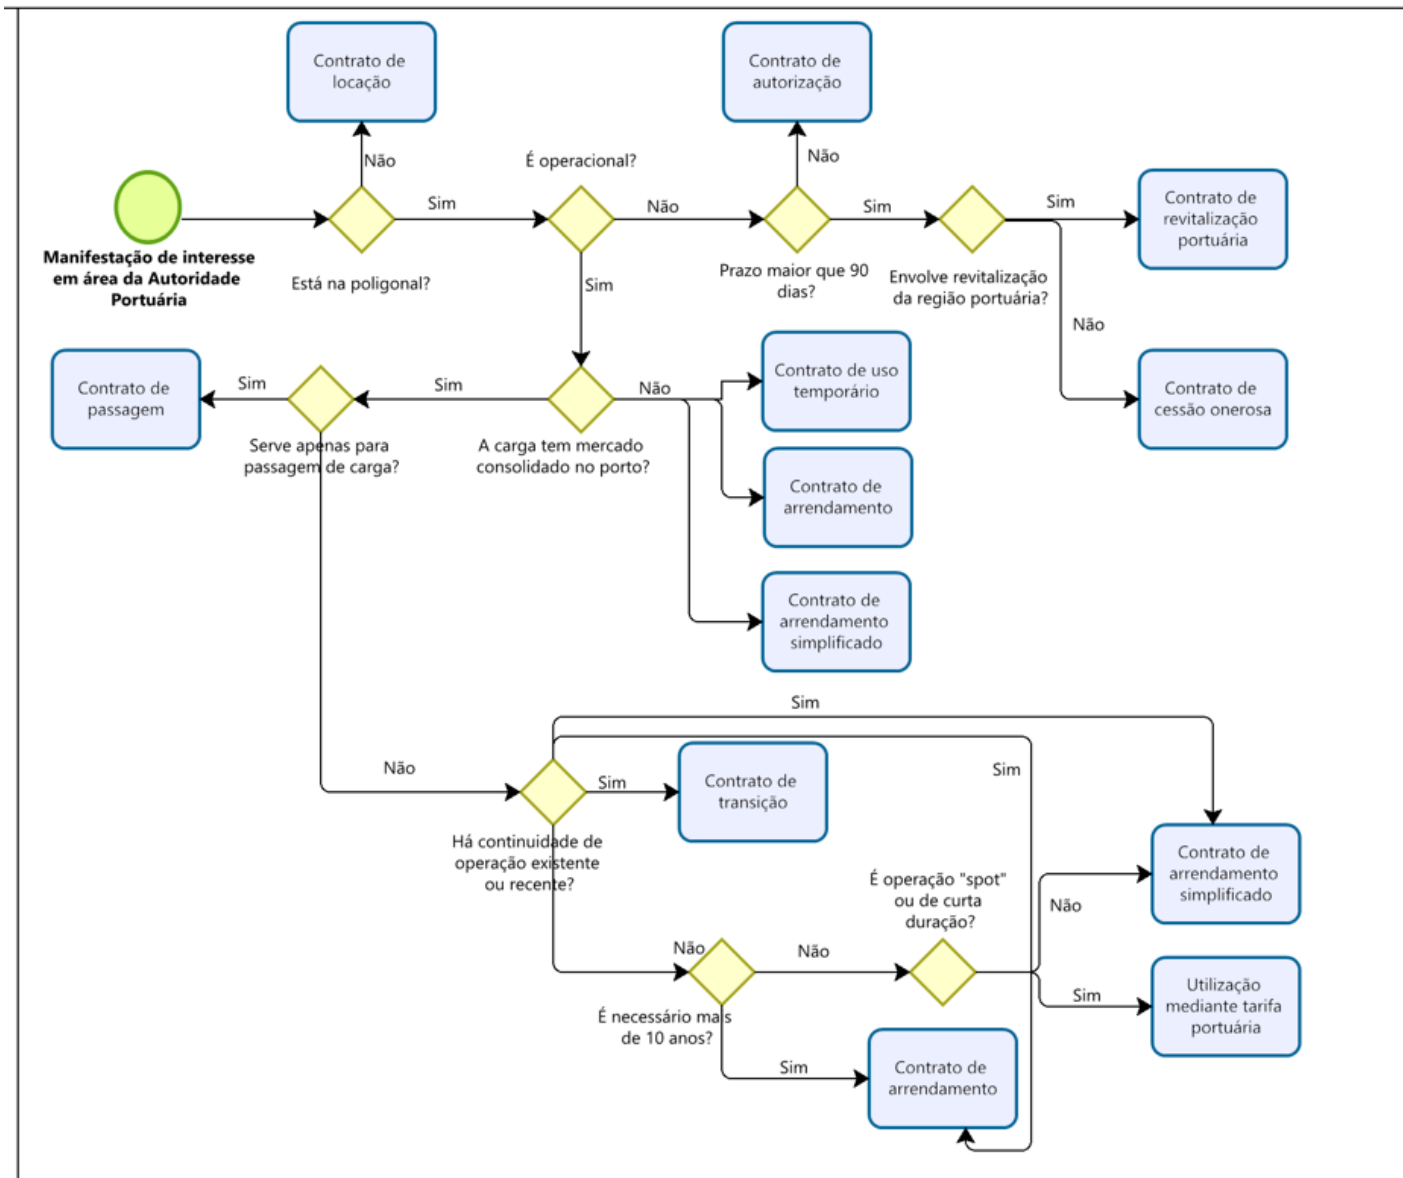 Contrato de
locação
Contrato de
autorização
Não
É operacional?
Não
Sim
Não
Sim
Sim
Contrato de
revitalização
portuária
Manifestação de interesse
em área da Autoridade
Portuária
Está na poligonal?
Sim
Prazo maior que 90
dias?
Envolve revitalização
da região portuária?
Não
Contrato de
passagem
Sim
Sim
Não
Contrato de uso
temporário
Contrato de
cessão onerosa
Serve apenas para
passagem de carga?
A carga tem mercado
consolidado no porto?
Contrato de
arrendamento
Contrato de
arrendamento
simplificado
Sim
Não
Sim
Contrato de
transição
Sim
Há continuidade de
operação existente
ou recente?
É operação "spot"
ou de curta
duração?
Contrato de
arrendamento
simplificado
Não
Não
Não
É necessário mais
de 10 anos?
Sim
Utilização
mediante tarifa
portuária
Sim
Contrato de
arrendamento